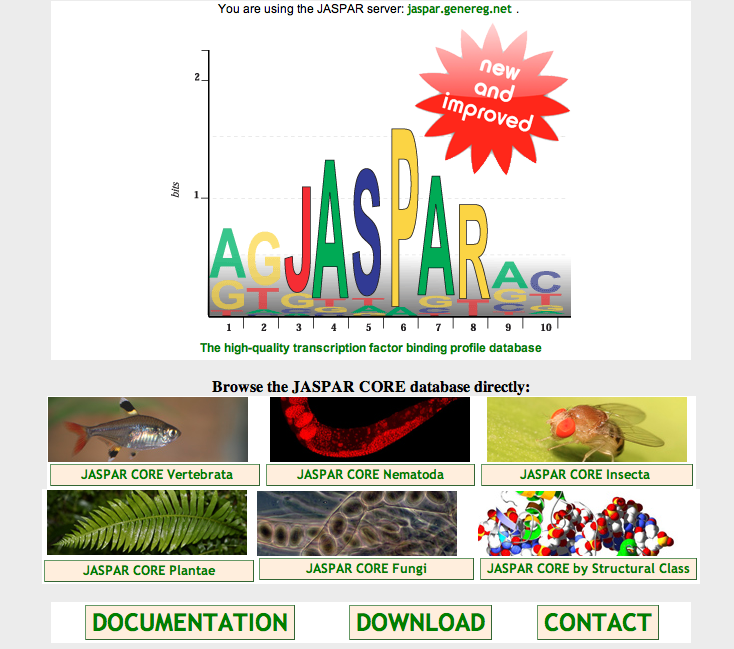 You are using the JASPAR server: jaspar.genereg.net .
new
and
improved
2
bits
1
AGJASPARAC
GTGGTAGTGT
1 2 3 4 5 6 7 8 9 10
The high-quality transcription factor binding profile database
Browse the JASPAR CORE database directly:
JASPAR CORE Vertebrata JASPAR CORE Nematoda JASPAR CORE Insecta
JASPAR CORE Plantae JASPAR CORE Fungi JASPAR CORE by Structural Class
DOCUMENTATION DOWNLOAD CONTACT